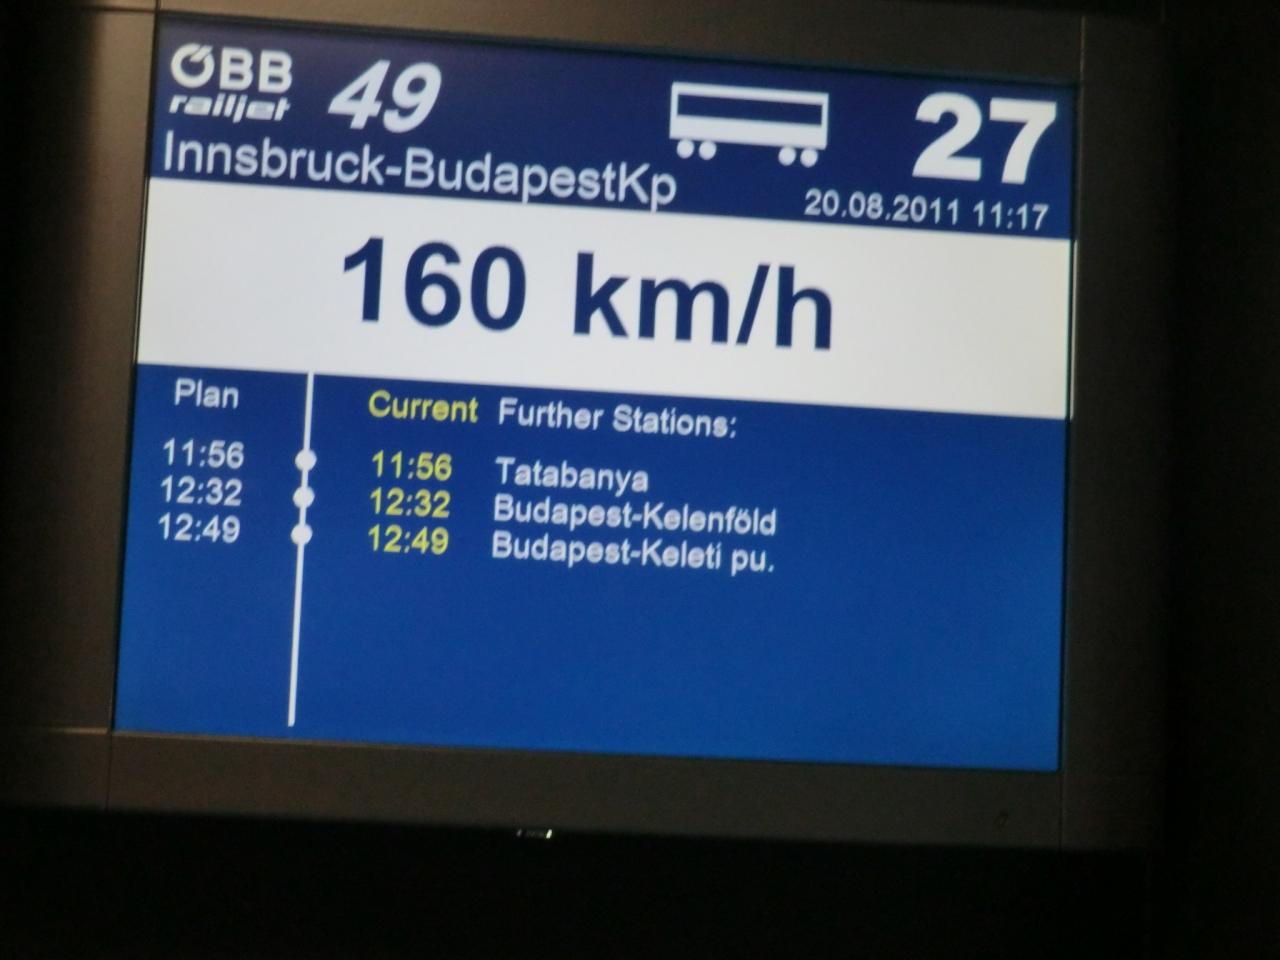 ÖBB
railjet 49
27
Innsbruck-BudapestKp
20.08.2011 11:17
160 km/h
Plan Current Further Stations:
11:56 11:56 Tatabanya
12:32 12:32 Budapest-Kelenföld
12:49 12:49 Budapest-Keleti pu.